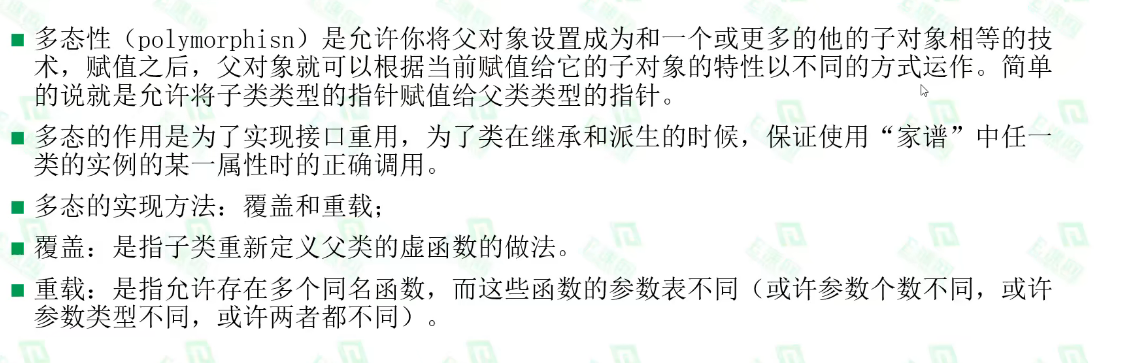 多态性（polymorphisn）是允许你将父对象设置成为和一个或更多的他的子对象相等的技
术，赋值之后，父对象就可以根据当前赋值给它的子对象的特性以不同的方式运作。简单
的说就是允许将子类类型的指针赋值给父类类型的指针。
多态的作用是为了实现接口重用，为了类在继承和派生的时候，保证使用“家谱”中任一
类的实例的某一属性时的正确调用。
多态的实现方法：覆盖和重载；
覆盖：是指子类重新定义父类的虚函数的做法。
重载：是指允许存在多个同名函数，而这些函数的参数表不同（或许参数个数不同，或许
参数类型不同，或许两者都不同）。